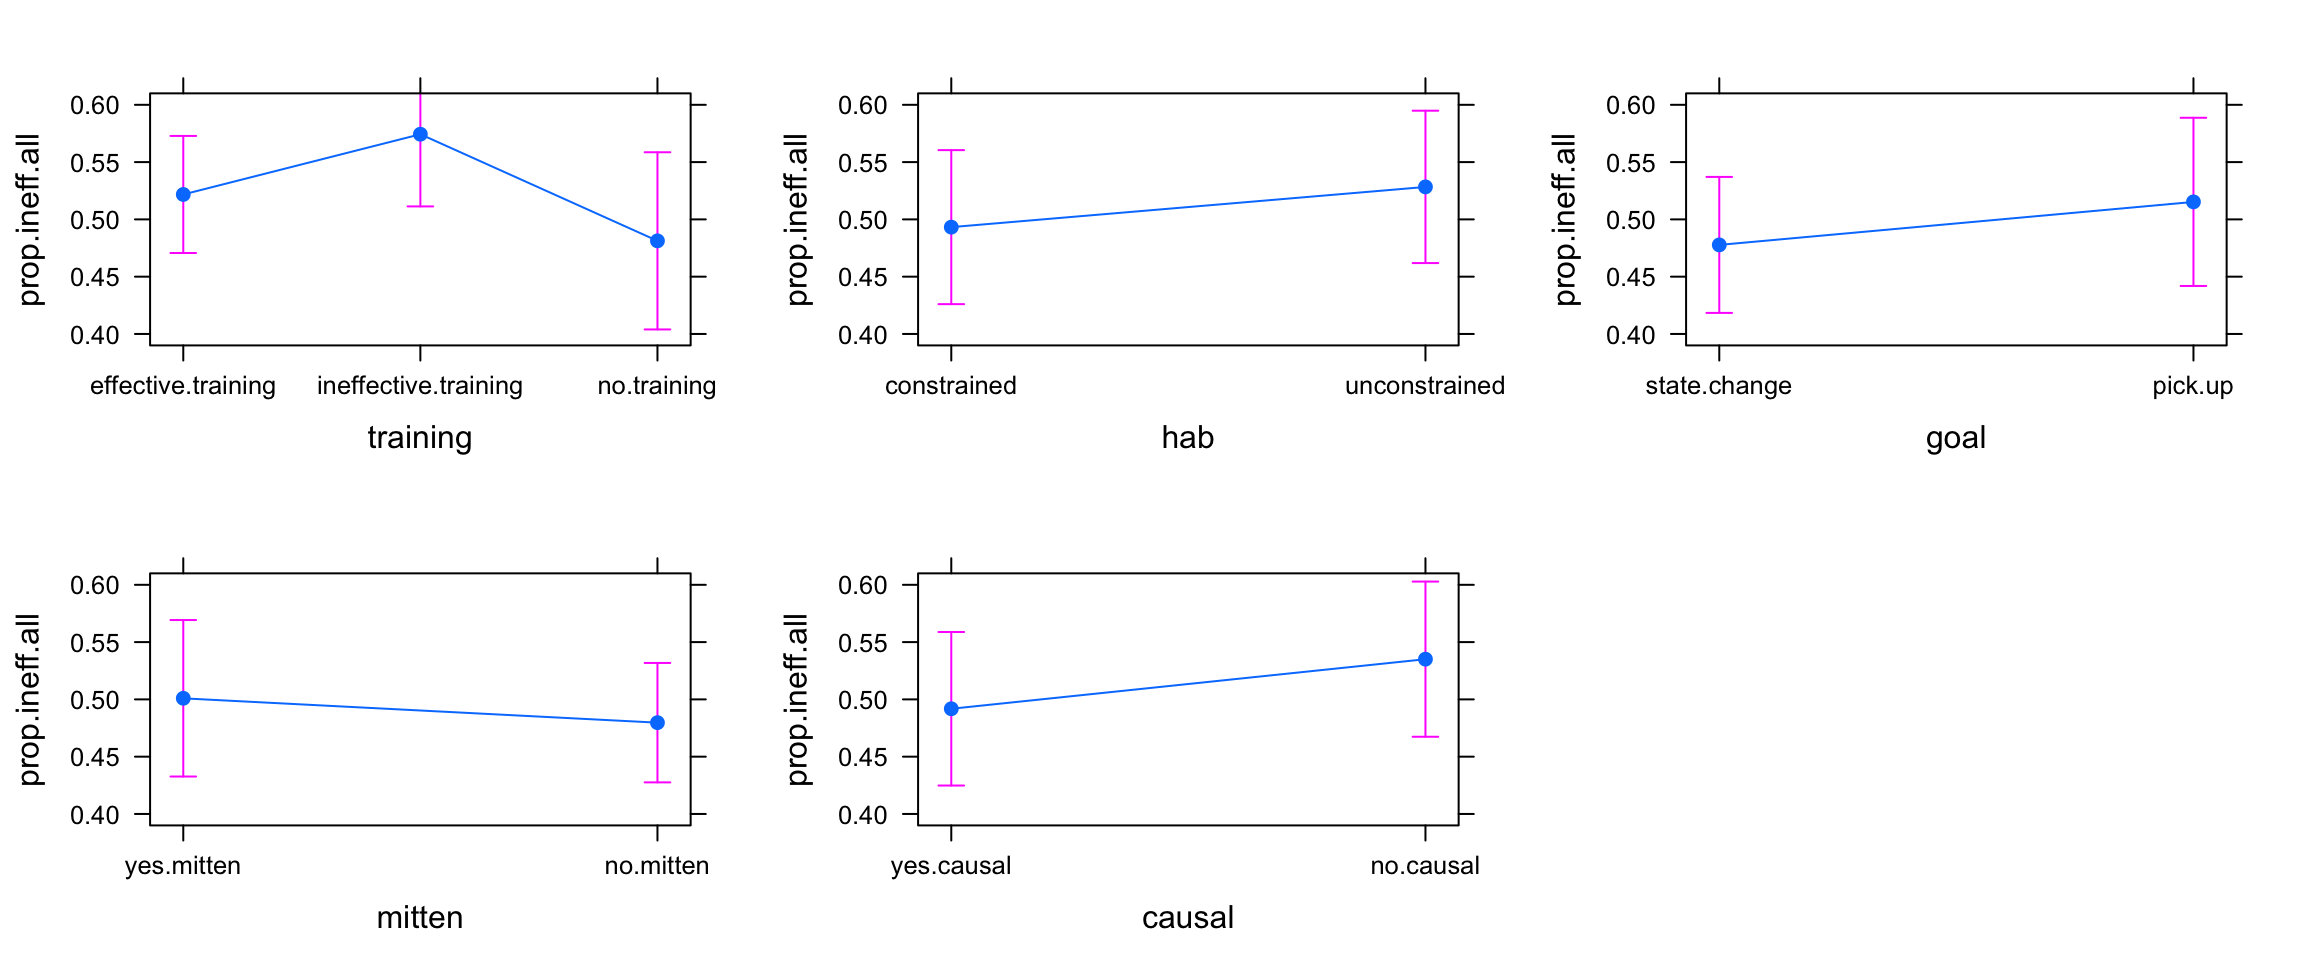 prop.ineff.all
0.60
0.55
0.50
0.45
0.40
effective.training ineffective.training no.training
training
prop.ineff.all
0.60
0.55
0.50
0.45
0.40
constrained unconstrained
hab
prop.ineff.all
0.60
0.55
0.50
0.45
0.40
state.change pick.up
goal
prop.ineff.all
0.60
0.55
0.50
0.45
0.40
yes.mitten no.mitten
mitten
prop.ineff.all
0.60
0.55
0.50
0.45
0.40
yes.causal no.causal
causal